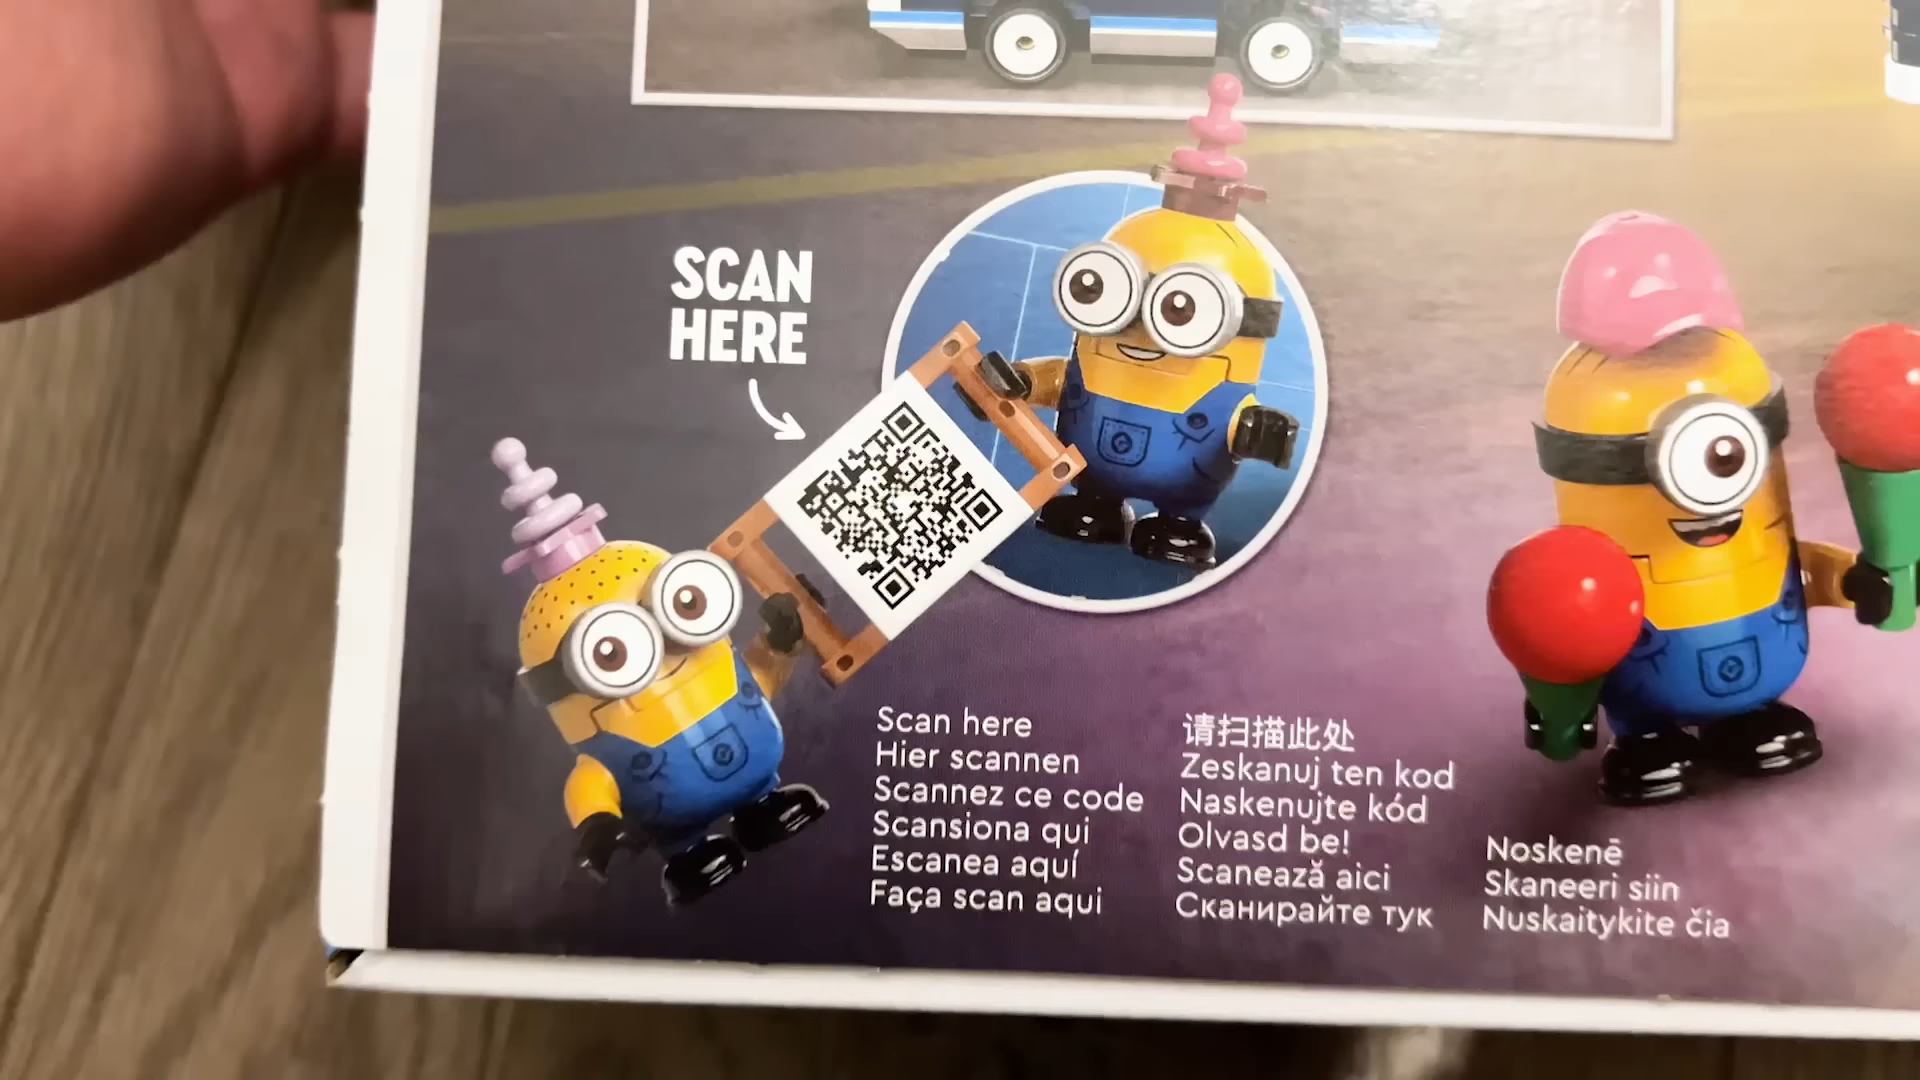 SCAN
HERE
Scan here
Hier scannen
Scannez ce code
Scansiona qui
Escanea aquí
Faça scan aqui
请扫描此处
Zeskanuj ten kod
Naskenujte kód
Olvasd be!
Scanează aici
Сканирайте тук
Noskenē
Skaneeri siin
Nuskaitykite čia